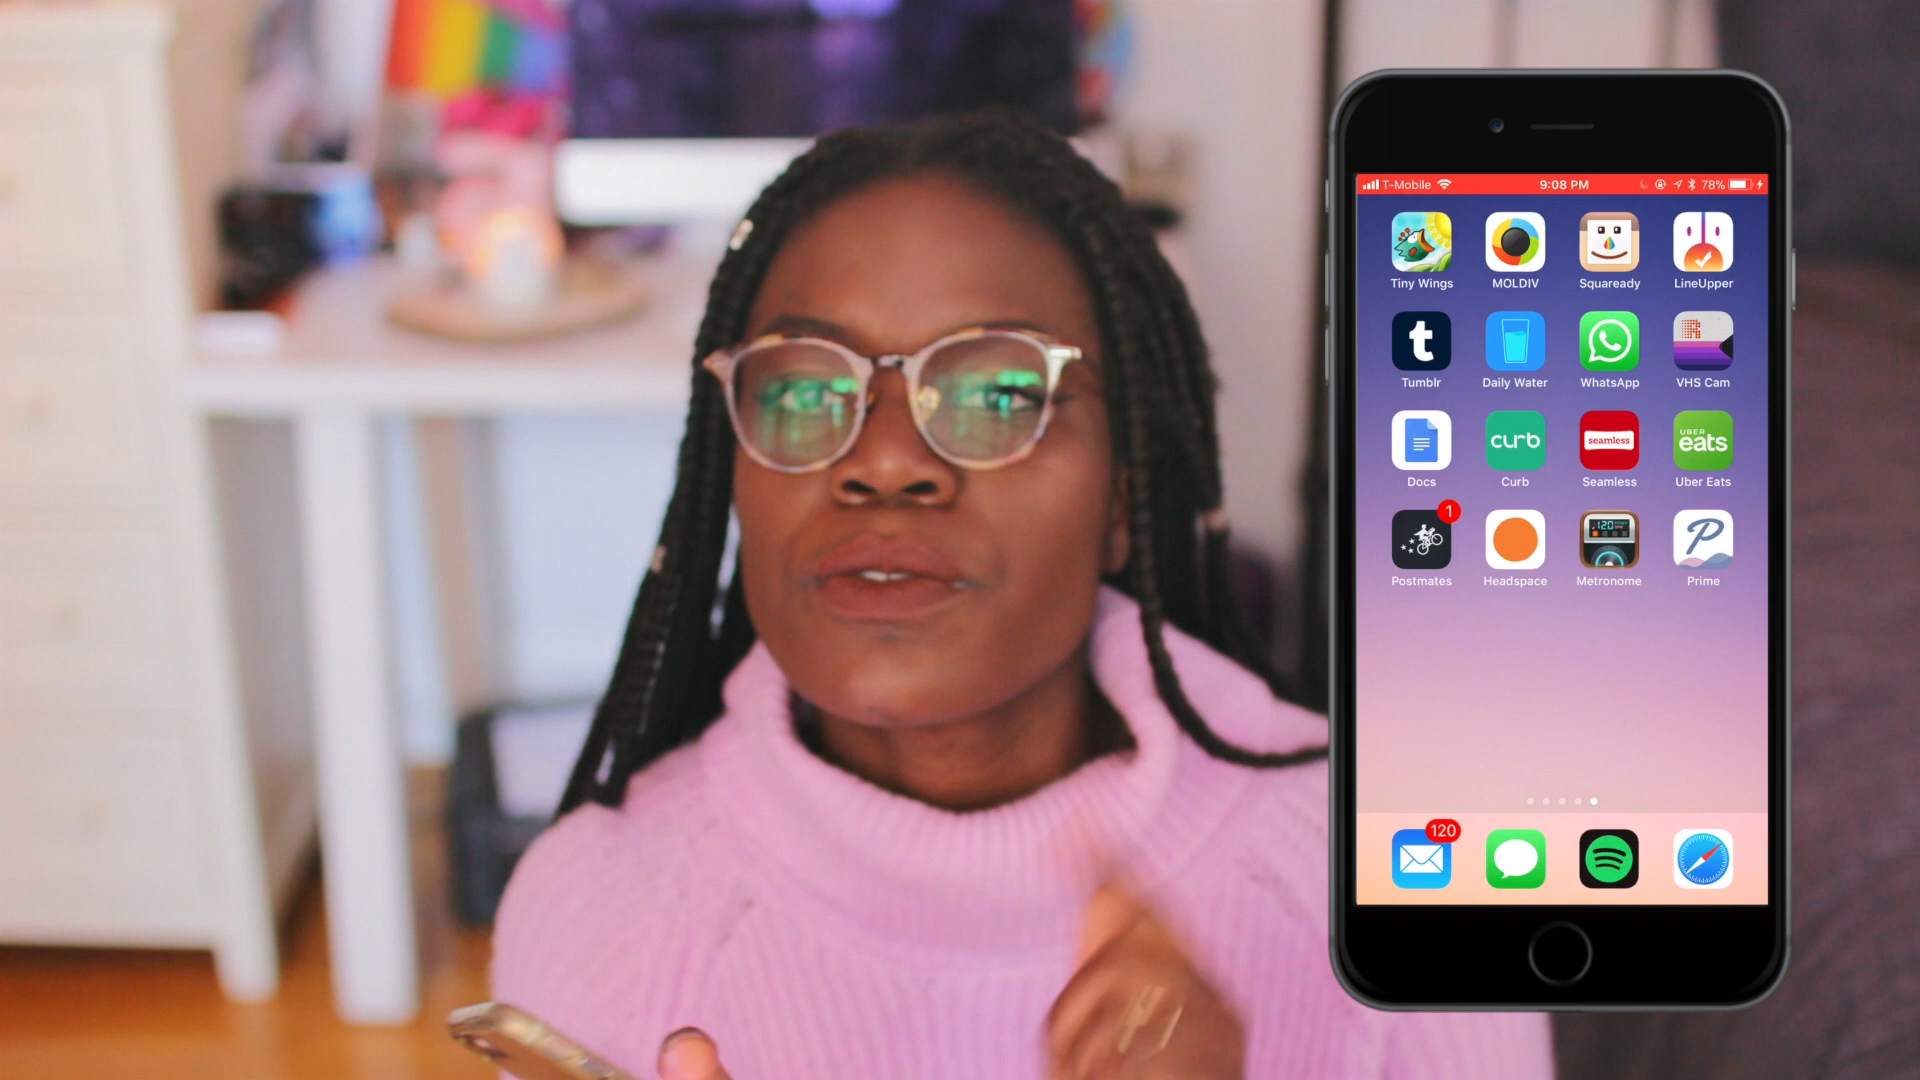 T-Mobile 9:08 PM 78%
Tiny Wings MOLDIV Squaready LineUpper
t
Tumblr Daily Water WhatsApp VHS Cam
curb seamless UBER eats
Docs Curb Seamless Uber Eats
1
120
P
Postmates Headspace Metronome Prime
120